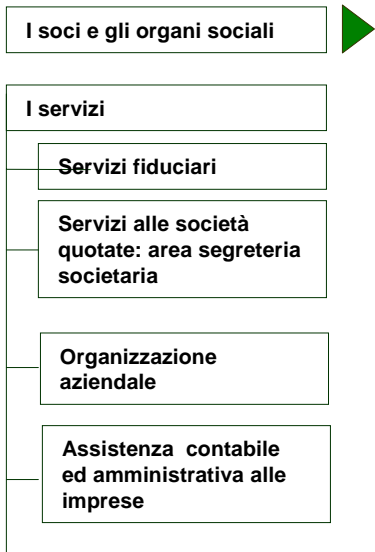 I soci e gli organi sociali
I servizi
Servizi fiduciari
Servizi alle società
quotate: area segreteria
societaria
Organizzazione
aziendale
Assistenza contabile
ed amministrativa alle
imprese